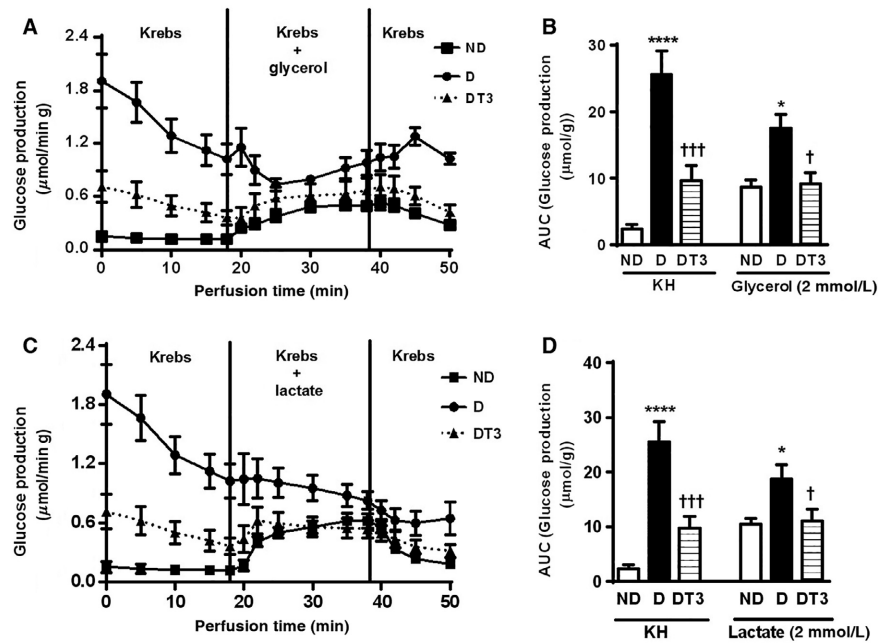 A
Krebs
Krebs
+
glycerol
Krebs
ND
D
DT3
Glucose production
(μmol/min g)
2.4
1.8
1.2
0.6
0.0
0 10 20 30 40 50
Perfusion time (min)
B
AUC (Glucose production
(μmol/g))
30
20
10
0
****
†††
*
†
ND D DT3 ND D DT3
KH Glycerol (2 mmol/L)
C
Krebs
Krebs
+
lactate
Krebs
ND
D
DT3
Glucose production
(μmol/min g)
2.4
1.8
1.2
0.6
0.0
0 10 20 30 40 50
Perfusion time (min)
D
AUC (Glucose production
(μmol/g))
40
30
20
10
0
****
†††
*
†
ND D DT3 ND D DT3
KH Lactate (2 mmol/L)